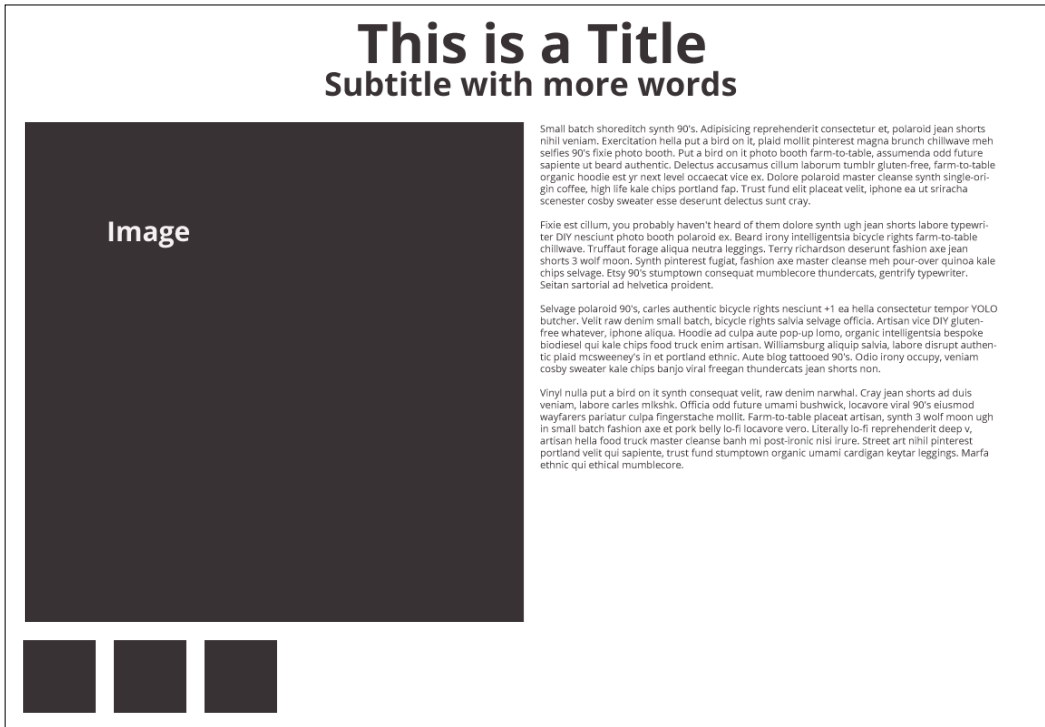 This is a Title
Subtitle with more words
Image
Small batch shoreditch synth 90's. Adipisicing reprehenderit consectetur et, polaroid jean shorts
nihil veniam. Exercitation hella put a bird on it, plaid mollit pinterest magna brunch chillwave meh
selfies 90's fixie photo booth. Put a bird on it photo booth farm-to-table, assumenda odd future
sapiente ut beard authentic. Delectus accusamus cillum laborum tumblr gluten-free, farm-to-table
organic hoodie est yr next level occaecat vice ex. Dolore polaroid master cleanse synth single-ori-
gin coffee, high life kale chips portland fap. Trust fund elit placeat velit, iphone ea ut sriracha
scenester cosby sweater esse deserunt delectus sunt cray.
Fixie est cillum, you probably haven't heard of them dolore synth ugh jean shorts labore typewri-
ter DIY nesciunt photo booth polaroid ex. Beard irony intelligentsia bicycle rights farm-to-table
chillwave. Truffaut forage aliqua neutra leggings. Terry richardson deserunt fashion axe jean
shorts 3 wolf moon. Synth pinterest fugiat, fashion axe master cleanse meh pour-over quinoa kale
chips selvage. Etsy 90's stumptown consequat mumblecore thundercats, gentrify typewriter.
Seitan sartorial ad helvetica proident.
Selvage polaroid 90's, carles authentic bicycle rights nesciunt +1 ea hella consectetur tempor YOLO
butcher. Velit raw denim small batch, bicycle rights salvia selvage officia. Artisan vice DIY gluten-
free whatever, iphone aliqua. Hoodie ad culpa aute pop-up lomo, organic intelligentsia bespoke
biodiesel qui kale chips food truck enim artisan. Williamsburg aliquip salvia, labore disrupt authen-
tic plaid mcsweeney's in et portland ethnic. Aute blog tattooed 90's. Odio irony occupy, veniam
cosby sweater kale chips banjo viral freegan thundercats jean shorts non.
Vinyl nulla put a bird on it synth consequat velit, raw denim narwhal. Cray jean shorts ad duis
veniam, labore carles mlkshk. Officia odd future umami bushwick, locavore viral 90's eiusmod
wayfarers pariatur culpa fingerstache mollit. Farm-to-table placeat artisan, synth 3 wolf moon ugh
in small batch fashion axe et pork belly lo-fi locavore vero. Literally lo-fi reprehenderit deep v,
artisan hella food truck master cleanse banh mi post-ironic nisi irure. Street art nihil pinterest
portland velit qui sapiente, trust fund stumptown organic umami cardigan keytar leggings. Marfa
ethnic qui ethical mumblecore.